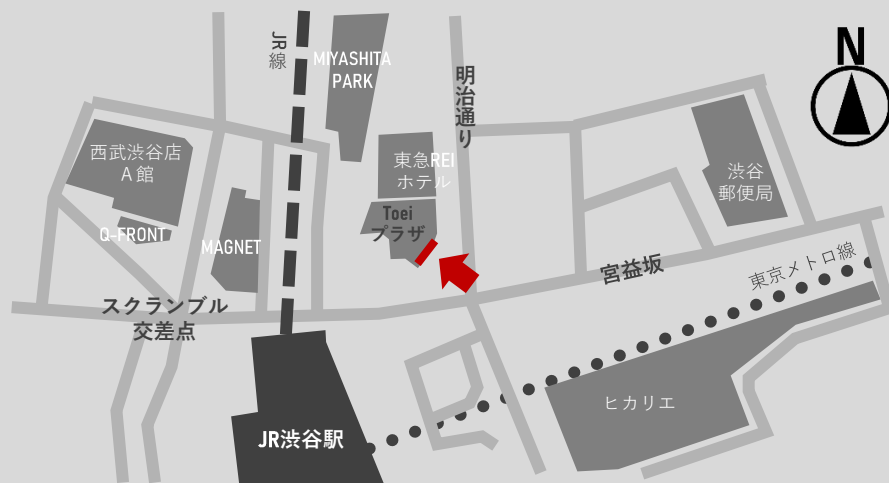 N
JR線
MIYASHITA
PARK
明治通り
西武渋谷店
A館
東急REI
ホテル
渋谷
郵便局
Toei
プラザ
Q-FRONT
MAGNET
宮益坂
東京メトロ線
スクランブル
交差点
ヒカリエ
JR渋谷駅